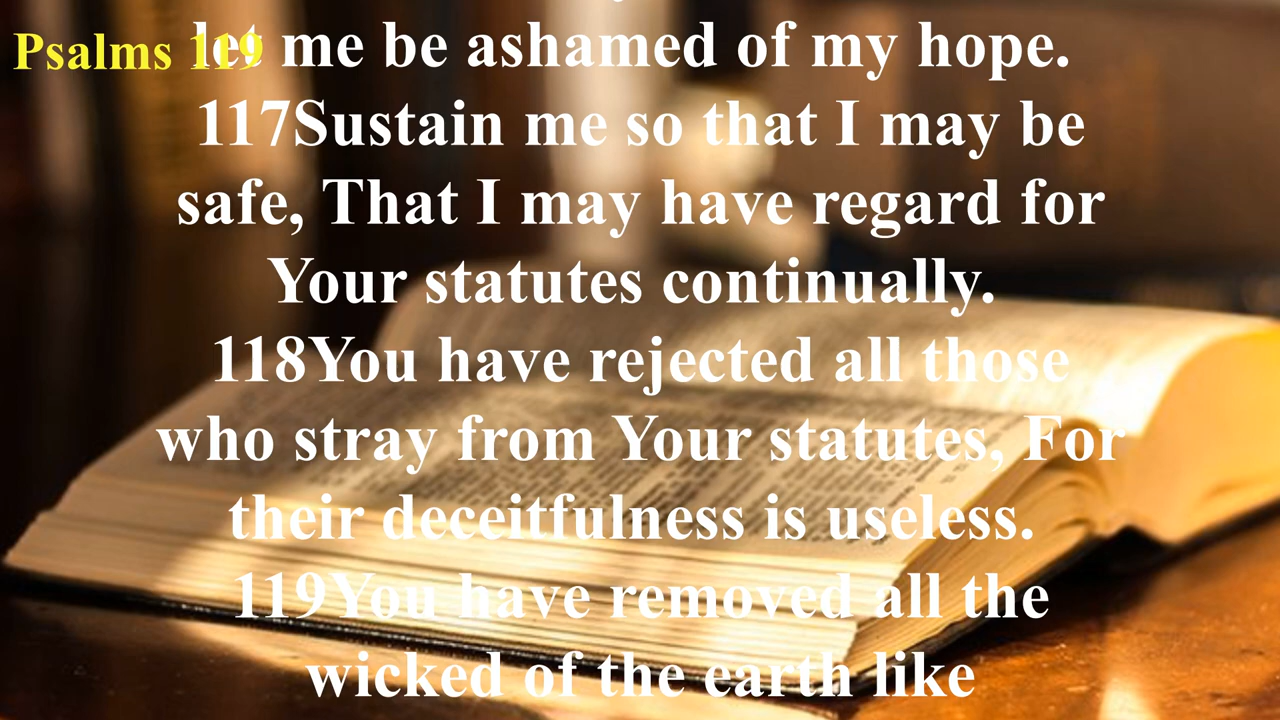 Psalms 119
let me be ashamed of my hope.
117Sustain me so that I may be
safe, That I may have regard for
Your statutes continually.
118You have rejected all those
who stray from Your statutes, For
their deceitfulness is useless.
119You have removed all the
wicked of the earth like